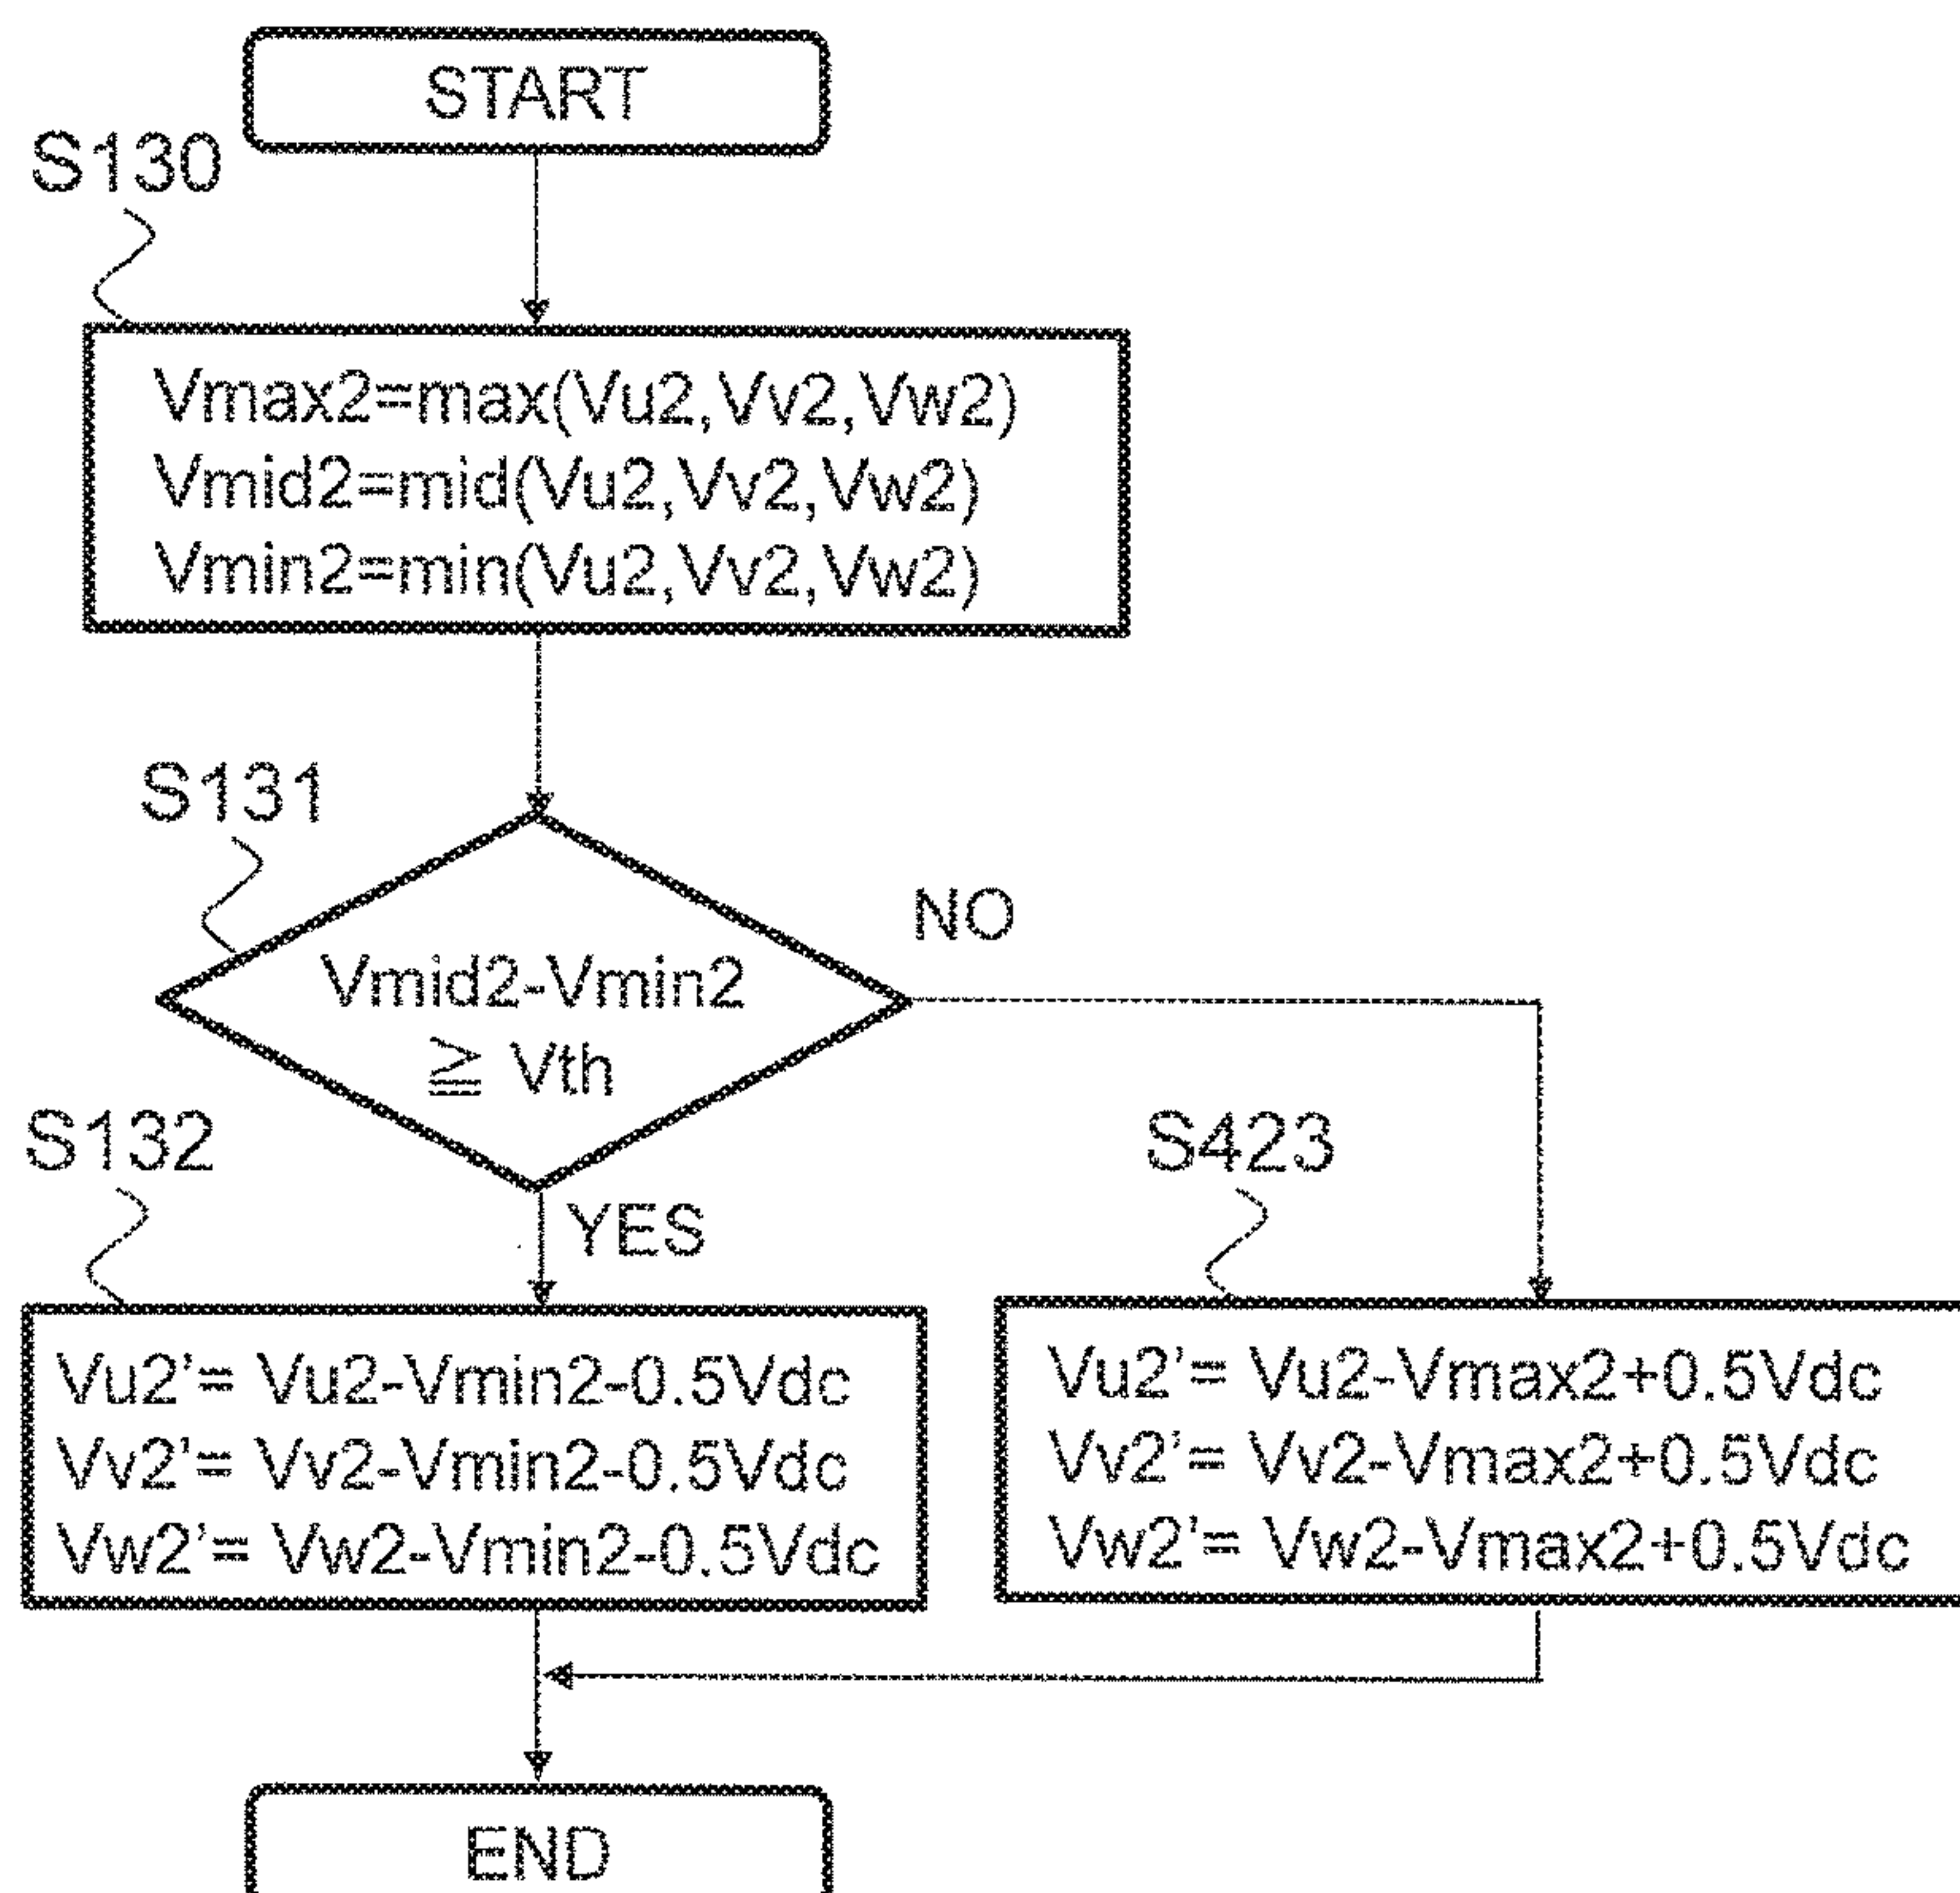 START
S130
Vmax2=max(Vu2,Vv2,Vw2)
Vmid2=mid(Vu2,Vv2,Vw2)
Vmin2=min(Vu2,Vv2,Vw2)
S131
Vmid2-Vmin2
≧ Vth
NO
YES
S132
Vu2'= Vu2-Vmin2-0.5Vdc
Vv2'= Vv2-Vmin2-0.5Vdc
Vw2'= Vw2-Vmin2-0.5Vdc
S423
Vu2'= Vu2-Vmax2+0.5Vdc
Vv2'= Vv2-Vmax2+0.5Vdc
Vw2'= Vw2-Vmax2+0.5Vdc
END